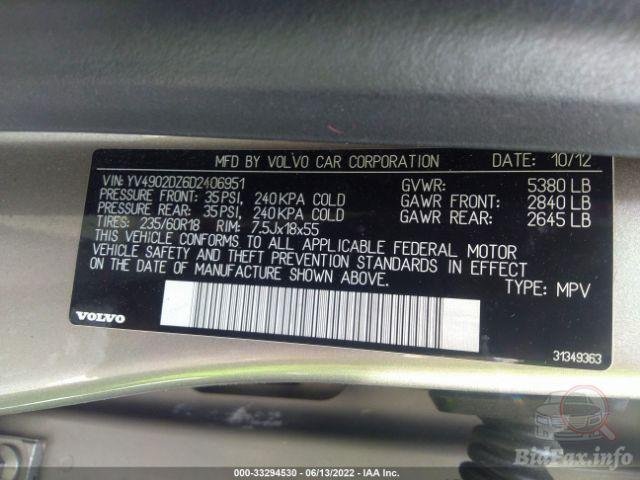 MFD BY VOLVO CAR CORPORATION DATE: 10/12
VIN: YV4902DZ6D2406951 GVWR: 5380 LB
PRESSURE FRONT: 35PSI, 240KPA COLD GAWR FRONT: 2840 LB
PRESSURE REAR: 35PSI, 240 KPA COLD GAWR REAR: 2645 LB
TIRES: 235/60R18 RIM: 7.5Jx18x55
THIS VEHICLE CONFORMS TO ALL APPLICABLE FEDERAL MOTOR
VEHICLE SAFETY AND THEFT PREVENTION STANDARDS IN EFFECT
ON THE DATE OF MANUFACTURE SHOWN ABOVE.
TYPE: MPV
VOLVO
31349363
BidFax.info
000-33294530 - 06/13/2022 - IAA Inc.